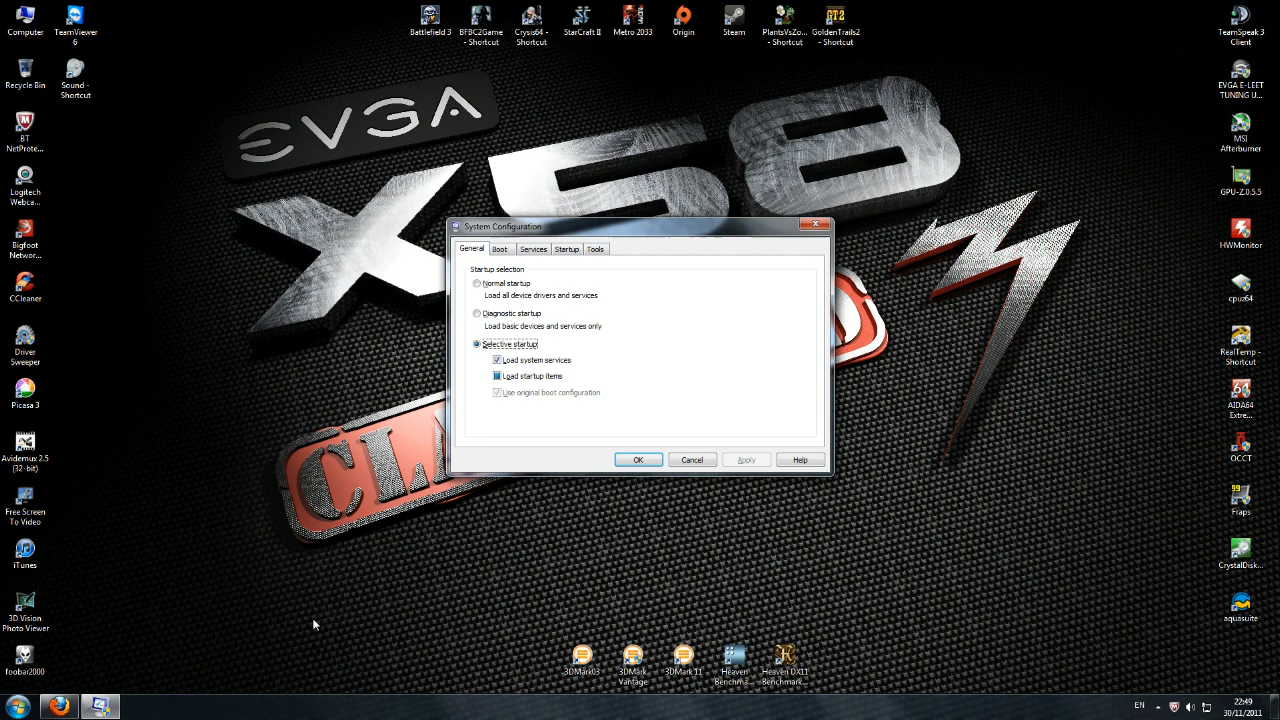 Computer
TeamViewer
6
Battlefield 3
BFBC2Game
- Shortcut
Crysis64 -
Shortcut
StarCraft II
Metro 2033
Origin
Steam
PlantsVsZo...
- Shortcut
GT2
GoldenTrails2
- Shortcut
TeamSpeak 3
Client
Recycle Bin
Sound -
Shortcut
EVGA E-LEET
TUNING U...
EVGA
X58
BT
NetProte...
MSI
Afterburner
Logitech
Webca...
GPU-Z.0.5.5
Bigfoot
Networ...
HWMonitor
CCleaner
cpuz64
Driver
Sweeper
RealTemp -
Shortcut
Picasa 3
64
AIDA64
Extre...
Avidemux 2.5
(32-bit)
OCCT
Free Screen
To Video
99
Fraps
iTunes
CrystalDisk...
3D Vision
Photo Viewer
aquasuite
foobar2000
System Configuration
General
Boot
Services
Startup
Tools
Startup selection
Normal startup
Load all device drivers and services
Diagnostic startup
Load basic devices and services only
Selective startup
Load system services
Load startup items
Use original boot configuration
OK
Cancel
Apply
Help
CLA
D
3DMark03
3DMark
Vantage
3DMark 11
Heaven
Benchma...
Heaven DX11
Benchmark...
EN
22:49
30/11/2011